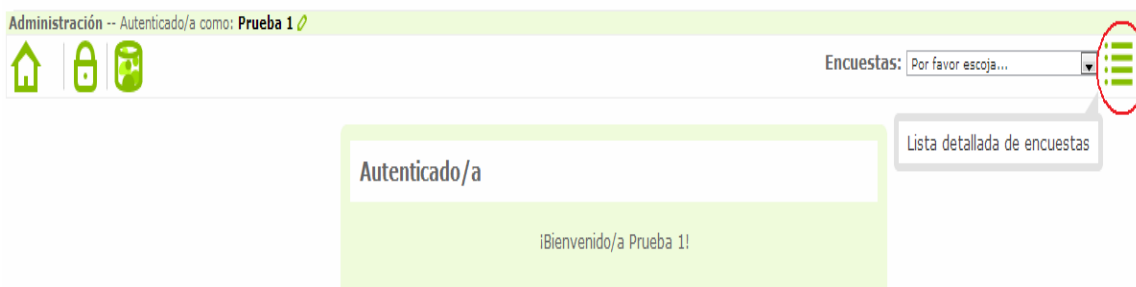 Administración -- Autenticado/a como: Prueba 1
Encuestas: Por favor escoja...
Lista detallada de encuestas
Autenticado/a
¡Bienvenido/a Prueba 1!